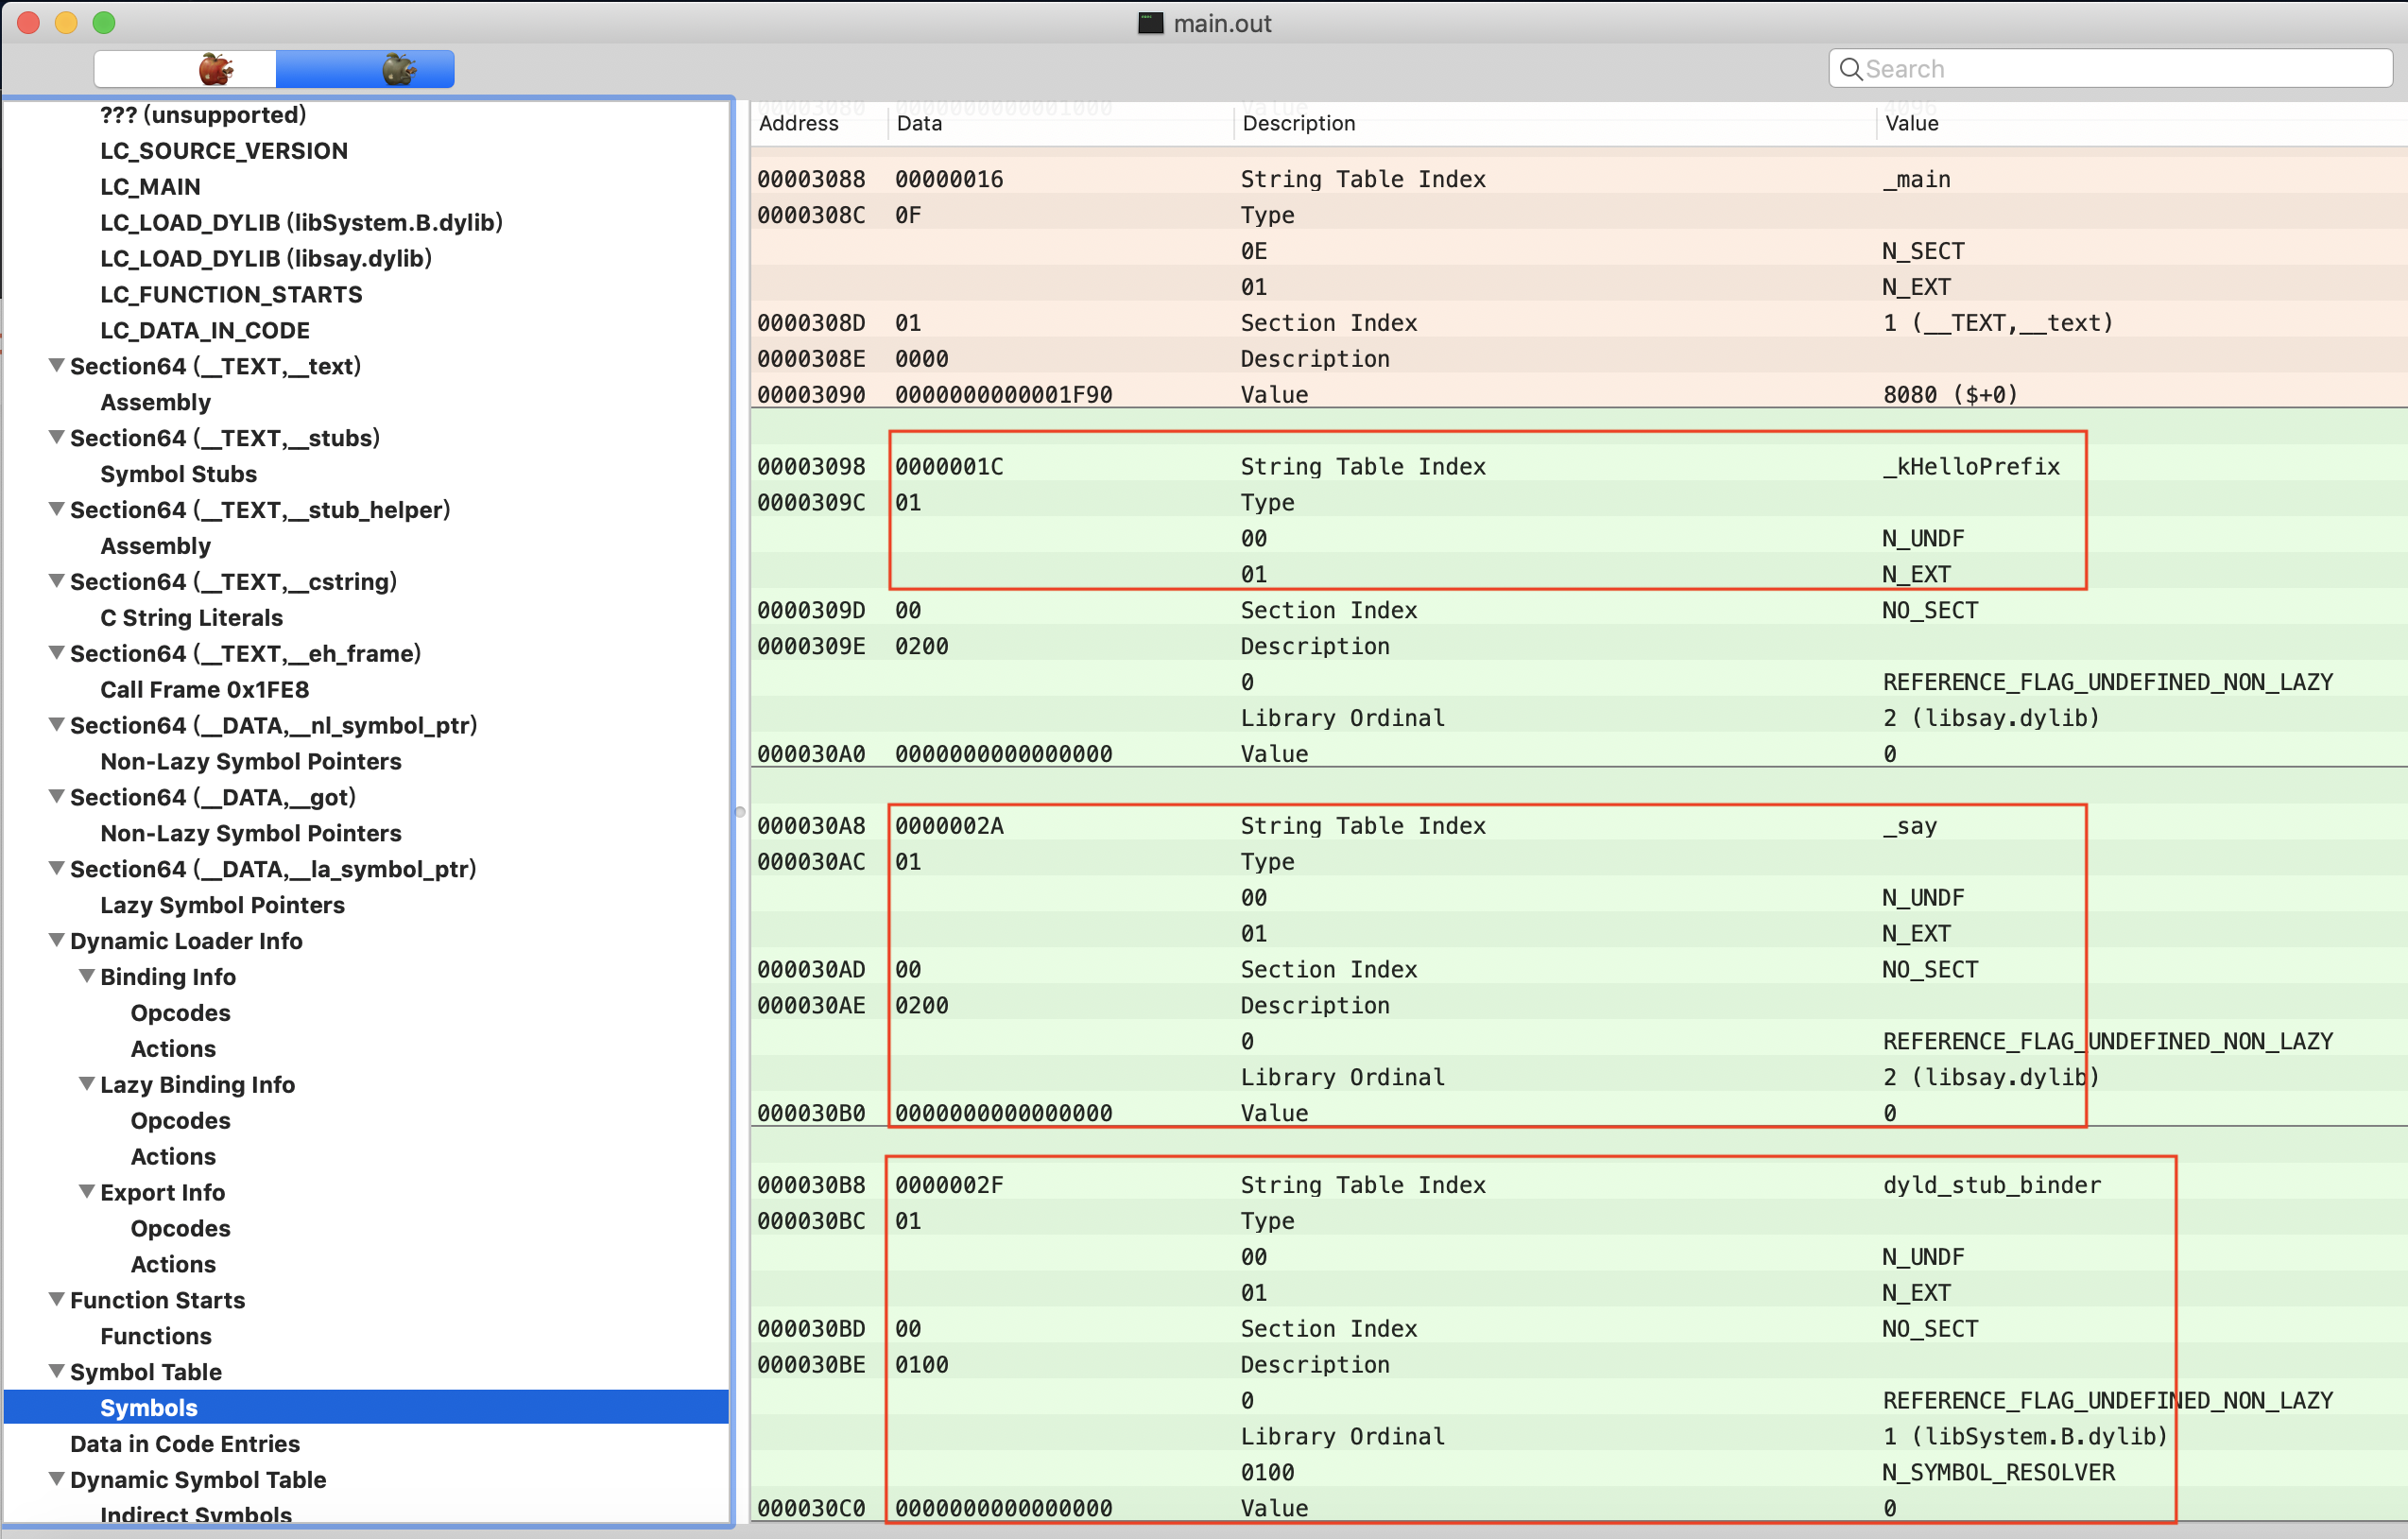 main.out
Search
??? (unsupported)
LC_SOURCE_VERSION
LC_MAIN
LC_LOAD_DYLIB (libSystem.B.dylib)
LC_LOAD_DYLIB (libsay.dylib)
LC_FUNCTION_STARTS
LC_DATA_IN_CODE
Section64 (__TEXT,__text)
Assembly
Section64 (__TEXT,__stubs)
Symbol Stubs
Section64 (__TEXT,__stub_helper)
Assembly
Section64 (__TEXT,__cstring)
C String Literals
Section64 (__TEXT,__eh_frame)
Call Frame 0x1FE8
Section64 (__DATA,__nl_symbol_ptr)
Non-Lazy Symbol Pointers
Section64 (__DATA,__got)
Non-Lazy Symbol Pointers
Section64 (__DATA,__la_symbol_ptr)
Lazy Symbol Pointers
Dynamic Loader Info
Binding Info
Opcodes
Actions
Lazy Binding Info
Opcodes
Actions
Export Info
Opcodes
Actions
Function Starts
Functions
Symbol Table
Symbols
Data in Code Entries
Dynamic Symbol Table
Indirect Symbols
00003080 0000000000001000 Value 4096
Address Data Description Value
00003088 00000016 String Table Index _main
0000308C 0F Type
0E N_SECT
01 N_EXT
0000308D 01 Section Index 1 (__TEXT,__text)
0000308E 0000 Description
00003090 0000000000001F90 Value 8080 ($+0)
00003098 0000001C String Table Index _kHelloPrefix
0000309C 01 Type
00 N_UNDF
01 N_EXT
0000309D 00 Section Index NO_SECT
0000309E 0200 Description
0 REFERENCE_FLAG_UNDEFINED_NON_LAZY
Library Ordinal 2 (libsay.dylib)
000030A0 0000000000000000 Value 0
000030A8 0000002A String Table Index _say
000030AC 01 Type
00 N_UNDF
01 N_EXT
000030AD 00 Section Index NO_SECT
000030AE 0200 Description
0 REFERENCE_FLAG_UNDEFINED_NON_LAZY
Library Ordinal 2 (libsay.dylib)
000030B0 0000000000000000 Value 0
000030B8 0000002F String Table Index dyld_stub_binder
000030BC 01 Type
00 N_UNDF
01 N_EXT
000030BD 00 Section Index NO_SECT
000030BE 0100 Description
0 REFERENCE_FLAG_UNDEFINED_NON_LAZY
Library Ordinal 1 (libSystem.B.dylib)
0100 N_SYMBOL_RESOLVER
000030C0 0000000000000000 Value 0